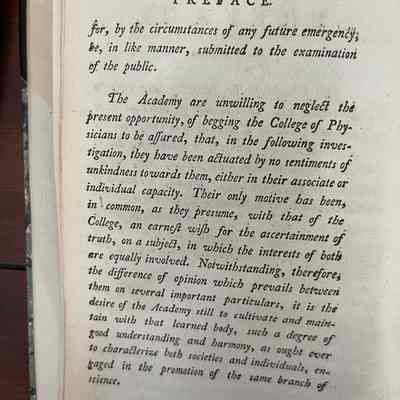 PREFACE.
for, by the circumstances of any future emergency,
be, in like manner, submitted to the examination
of the public.
The Academy are unwilling to neglect the
present opportunity, of begging the College of Phy-
sicians to be aſſured, that, in the following inveſ-
tigation, they have been actuated by no ſentiments of
unkindneſs towards them, either in their aſſociate or
individual capacity. Their only motive has been,
in common, as they preſume, with that of the
College, an earneſt wiſh for the aſcertainment of
truth, on a ſubject, in which the intereſts of both
are equally involved. Notwithſtanding, therefore,
the difference of opinion which prevails between
them on ſeveral important particulars, it is the
deſire of the Academy ſtill to cultivate and main-
tain with that learned body, ſuch a degree of
good underſtanding and harmony, as ought ever
to characterize both ſocieties and individuals, en-
gaged in the promotion of the ſame branch of
ſcience.